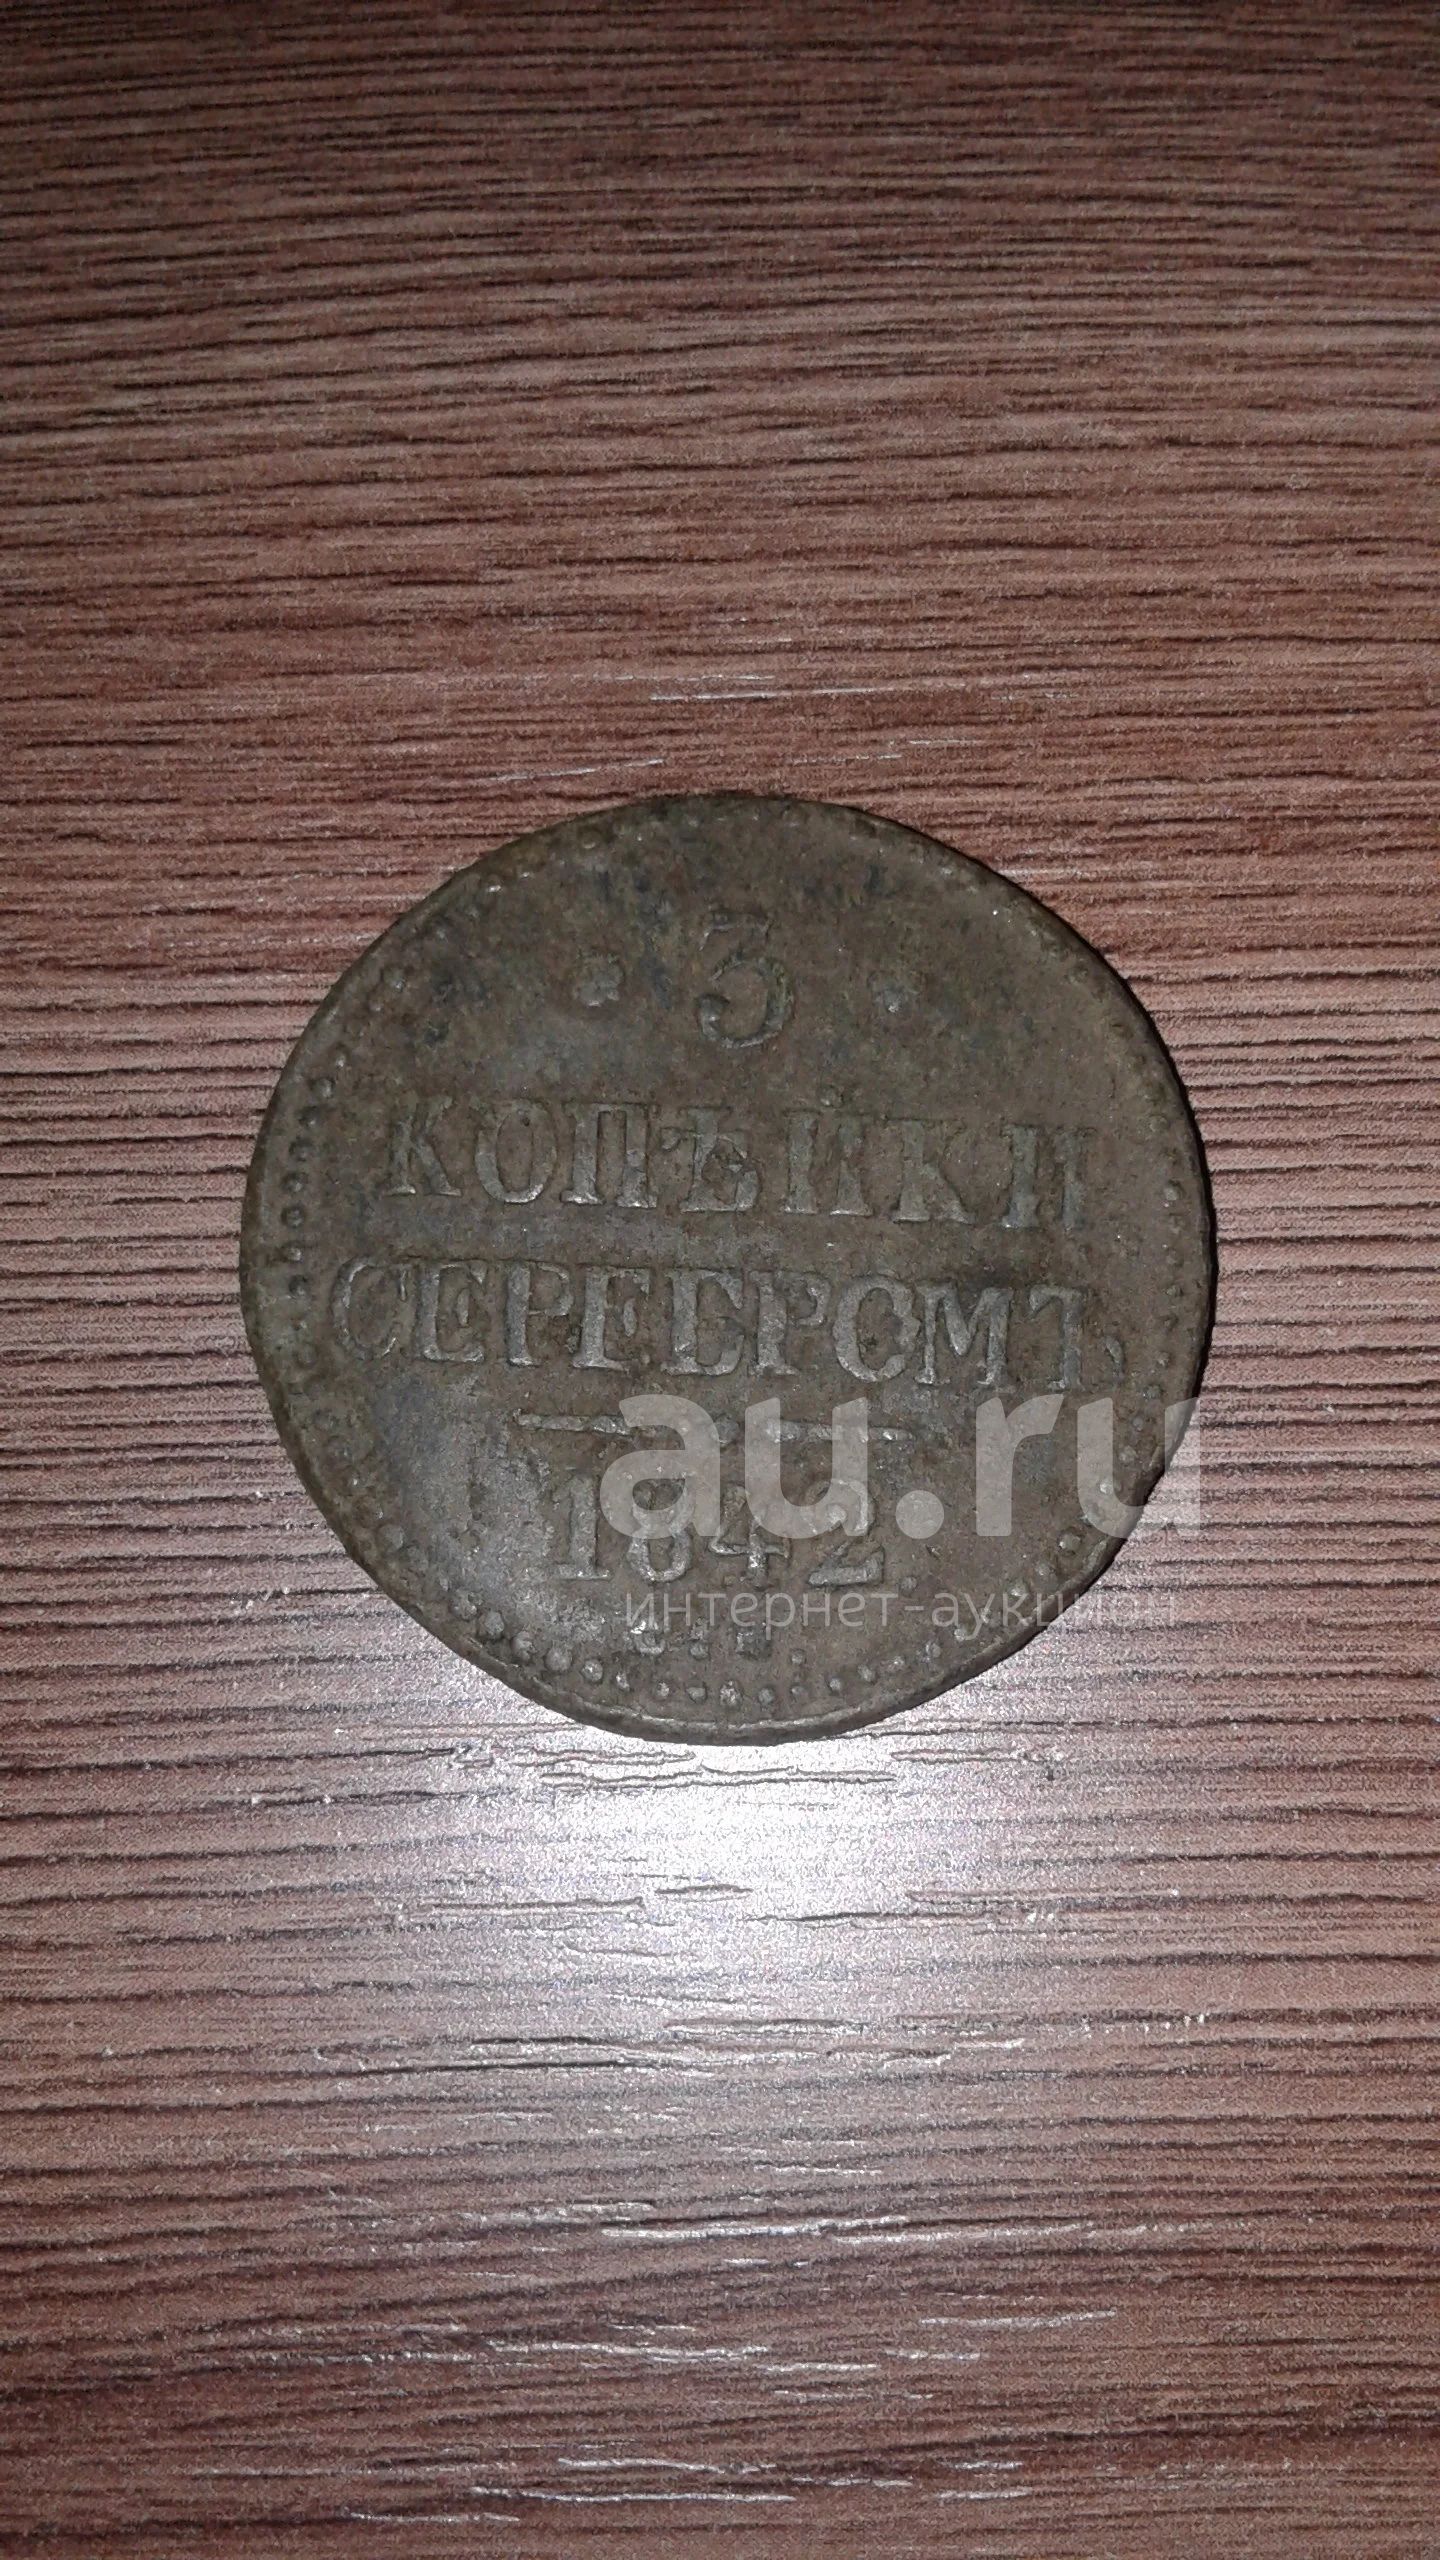 3
КОПѢЙКИ
СЕРЕБРОМЪ
1842.
au.ru
интернет-аукцион